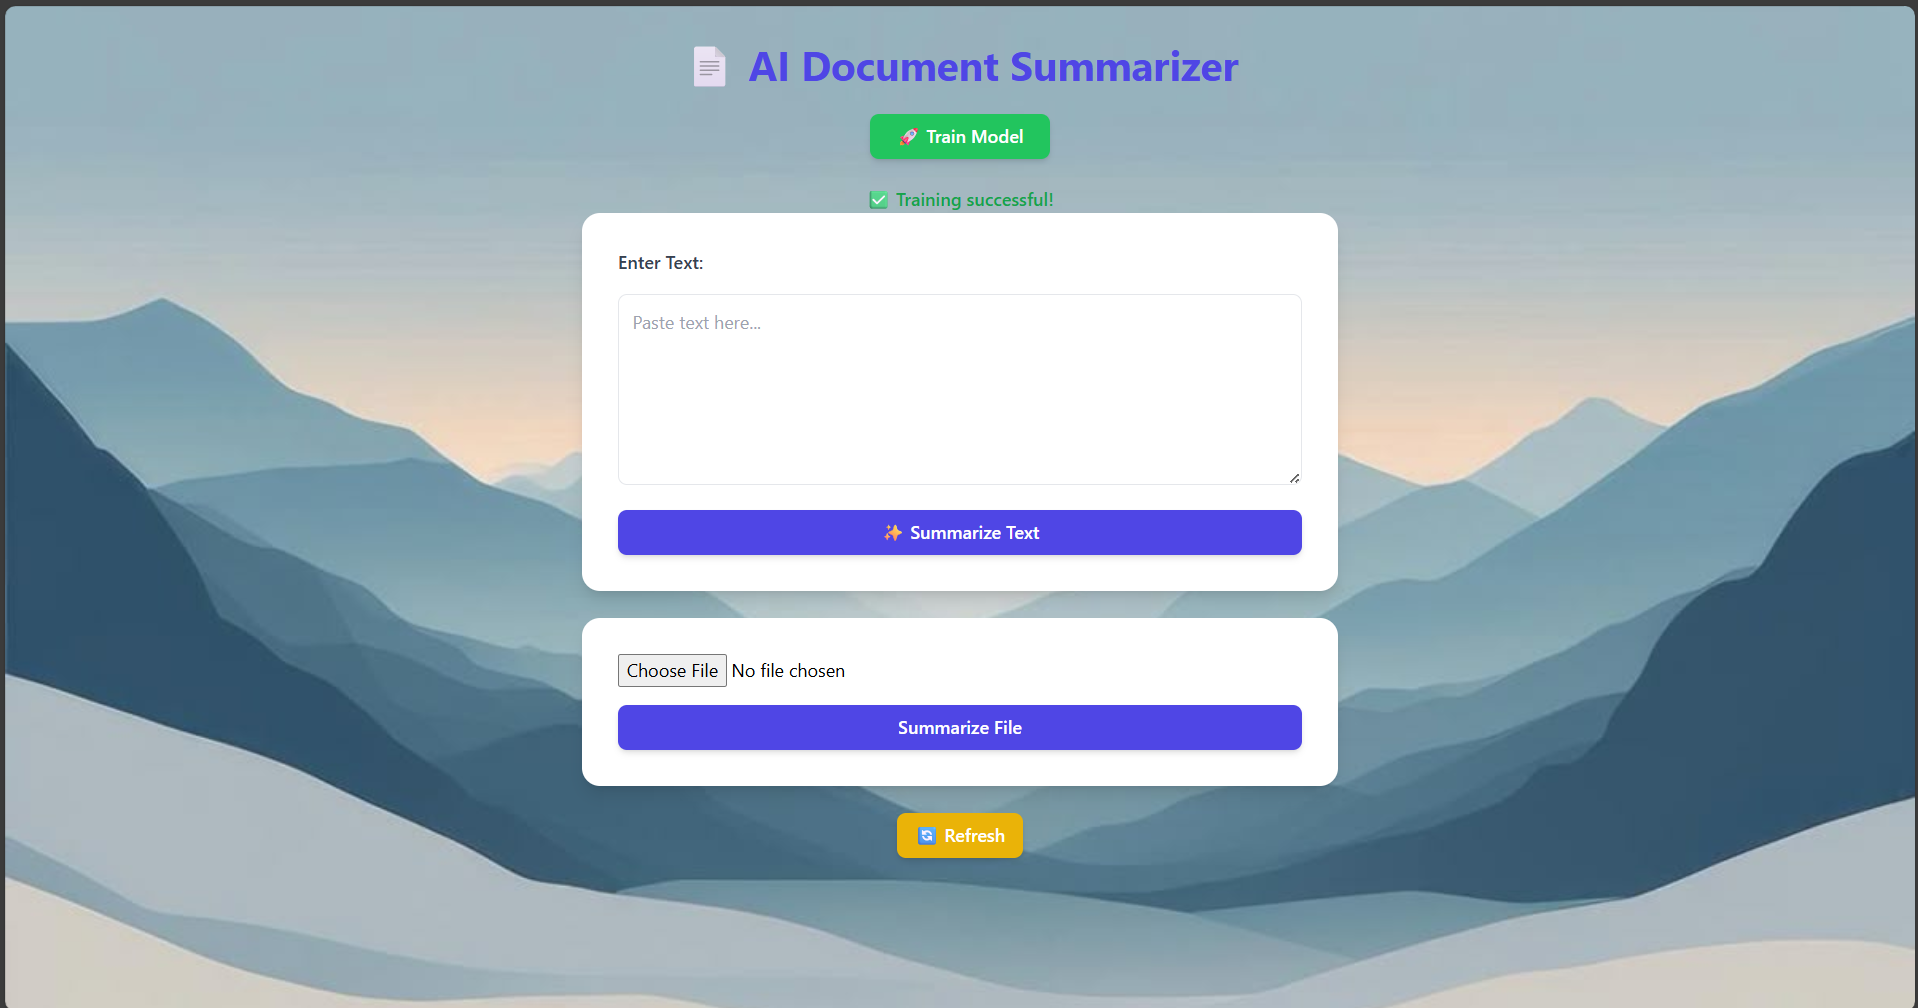 AI Document Summarizer
🚀 Train Model
✅ Training successful!
Enter Text:
Paste text here...
✨ Summarize Text
Choose File No file chosen
Summarize File
🔄 Refresh